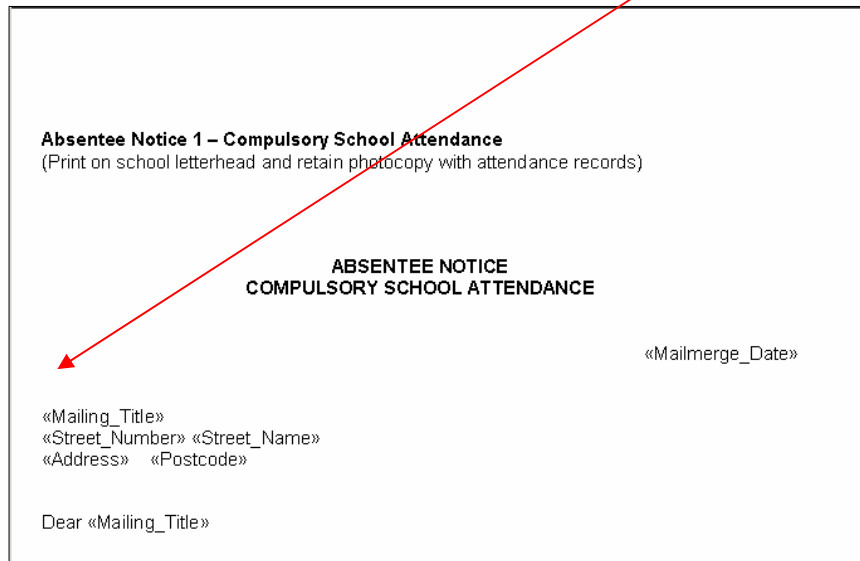 Absentee Notice 1 – Compulsory School Attendance
(Print on school letterhead and retain photocopy with attendance records)
ABSENTEE NOTICE
COMPULSORY SCHOOL ATTENDANCE
«Mailmerge_Date»
«Mailing_Title»
«Street_Number» «Street_Name»
«Address» «Postcode»
Dear «Mailing_Title»